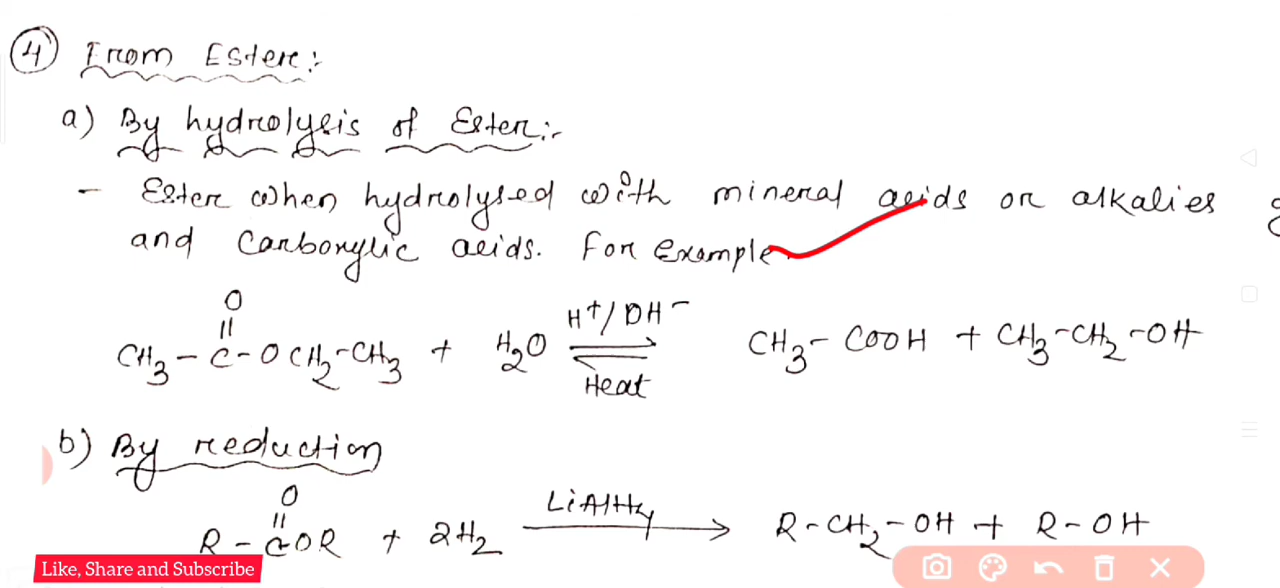 4 From Ester:
a) By hydrolysis of Ester:-
- Ester when hydrolysed with mineral acids or alkalies
and carboxylic acids. For Example
O
||
CH3 - C - O CH2 - CH3 + H2O H+/OH- Heat CH3 - COOH + CH3 - CH2 - OH
b) By reduction
O
||
R - C - OR + 2H2 LiAlH4 R - CH2 - OH + R - OH
Like, Share and Subscribe